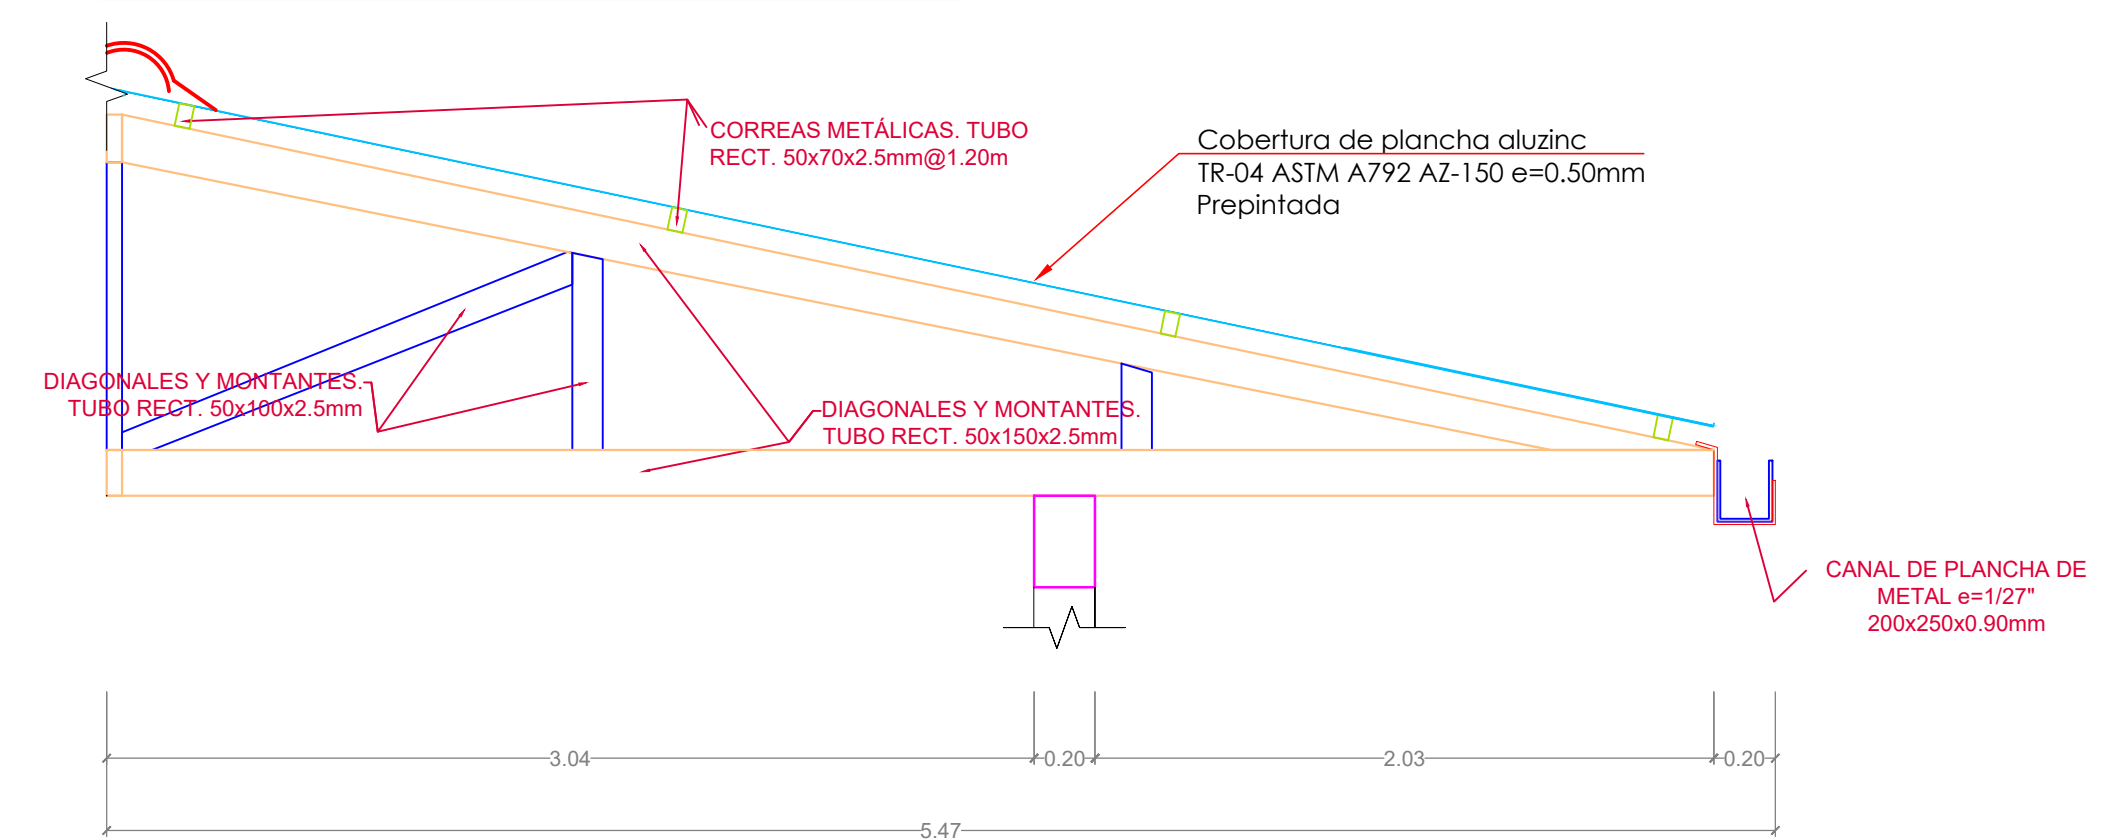 CORREAS METÁLICAS. TUBO
RECT. 50x70x2.5mm@1.20m
Cobertura de plancha aluzinc
TR-04 ASTM A792 AZ-150 e=0.50mm
Prepintada
DIAGONALES Y MONTANTES.
TUBO RECT. 50x100x2.5mm
DIAGONALES Y MONTANTES.
TUBO RECT. 50x150x2.5mm
CANAL DE PLANCHA DE
METAL e=1/27"
200x250x0.90mm
3.04
0.20
2.03
0.20
5.47